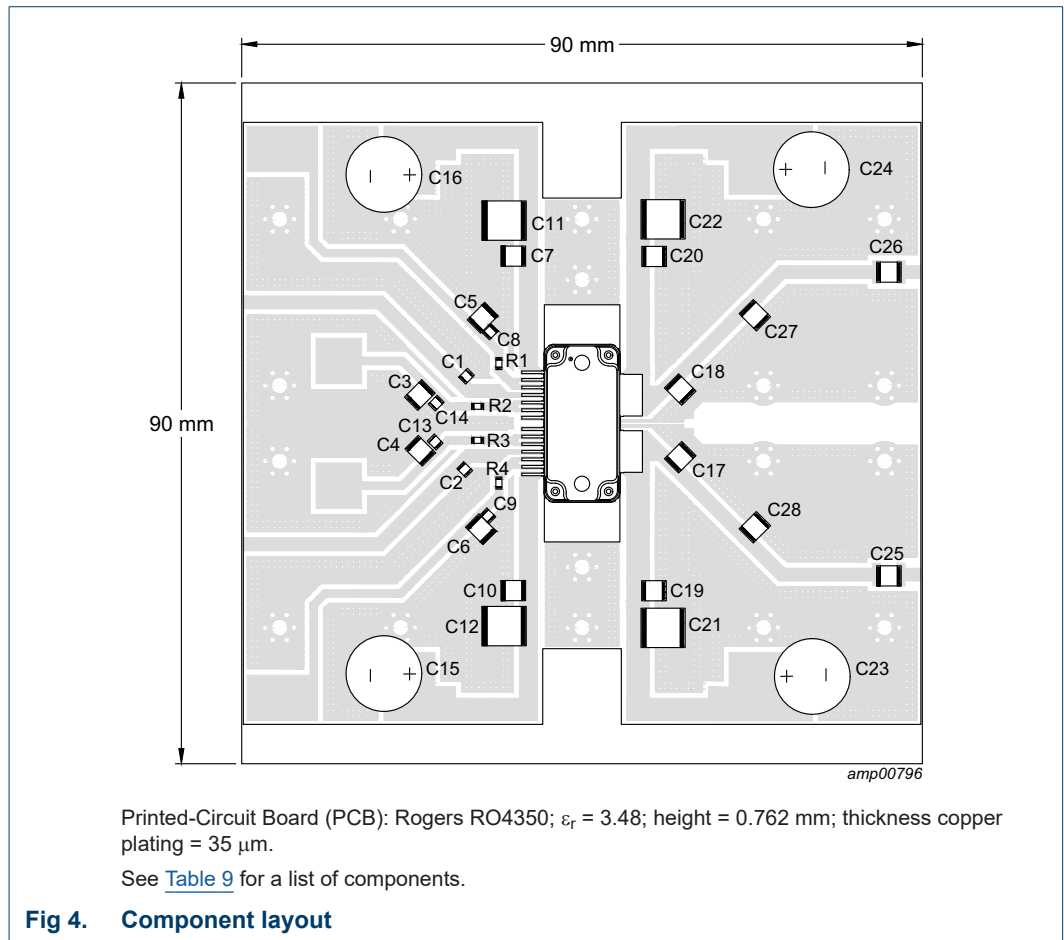 90 mm
C16
C24
C11
C22
C7
C20
C26
C5
C8
C27
C1
R1
C3
C18
C14
R2
90 mm
C13
R3
C4
C17
C2
R4
C9
C28
C6
C25
C10
C19
C12
C21
C15
C23
amp00796
Printed-Circuit Board (PCB): Rogers RO4350; εr = 3.48; height = 0.762 mm; thickness copper
plating = 35 μm.
See Table 9 for a list of components.
Fig 4. Component layout